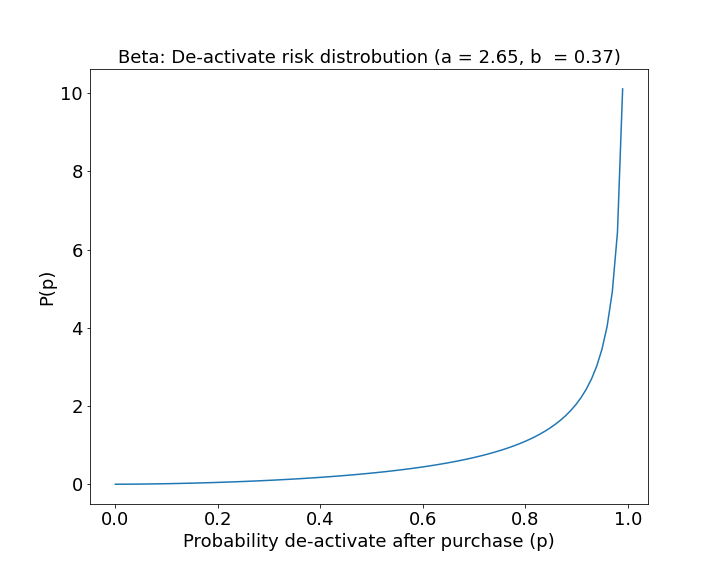 Beta: De-activate risk distrobution (a = 2.65, b  = 0.37)
10
8
6
4
2
0
P(p)
0.0 0.2 0.4 0.6 0.8 1.0
Probability de-activate after purchase (p)